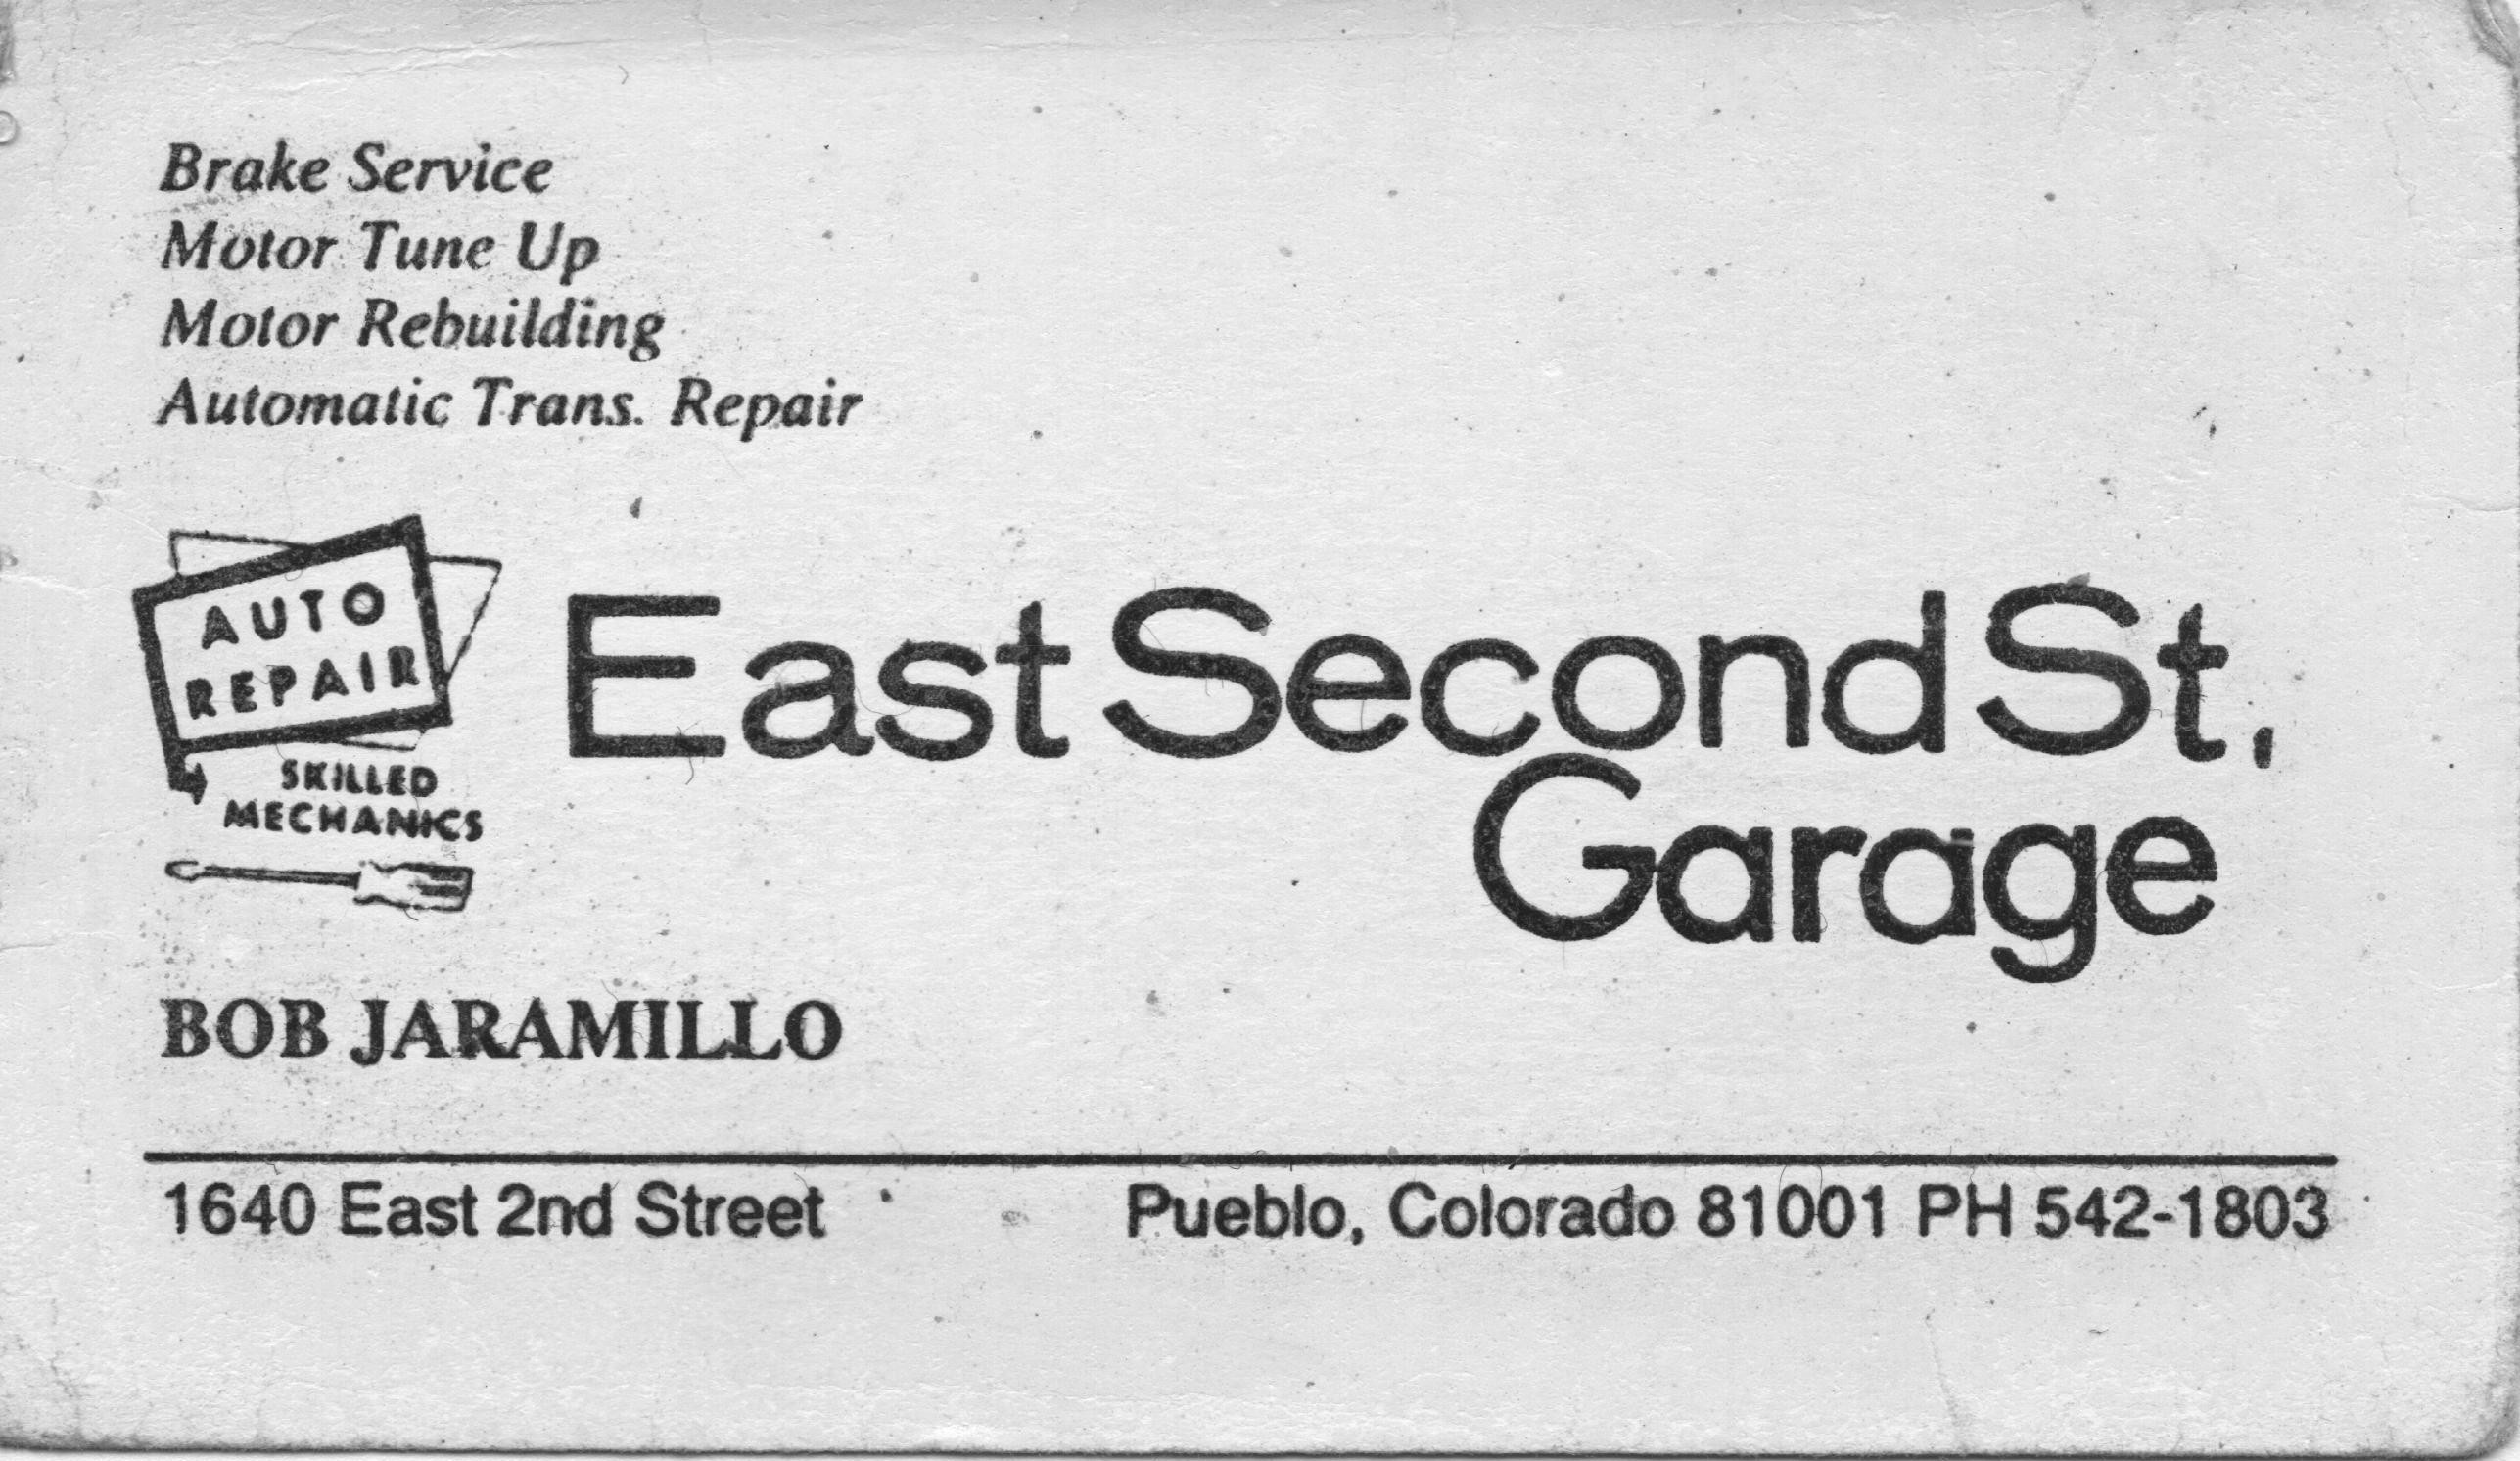 Brake Service
Motor Tune Up
Motor Rebuilding
Automatic Trans. Repair
AUTO
REPAIR
SKILLED
MECHANICS
East Second St,
Garage
BOB JARAMILLO
1640 East 2nd Street Pueblo, Colorado 81001 PH 542-1803